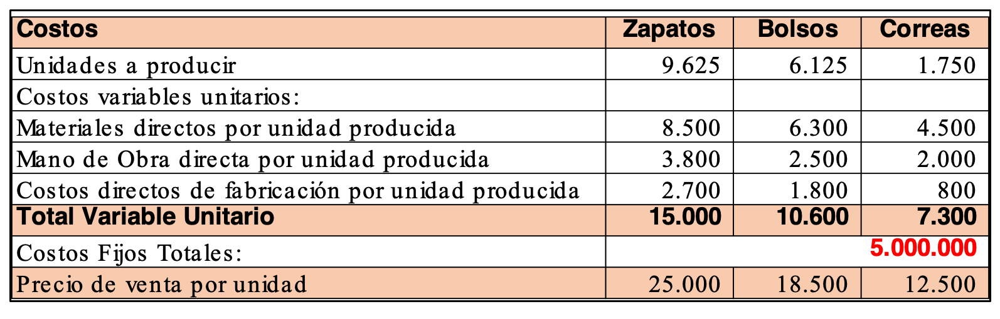 Costos Zapatos Bolsos Correas
Unidades a producir 9.625 6.125 1.750
Costos variables unitarios:
Materiales directos por unidad producida 8.500 6.300 4.500
Mano de Obra directa por unidad producida 3.800 2.500 2.000
Costos directos de fabricación por unidad producida 2.700 1.800 800
Total Variable Unitario 15.000 10.600 7.300
Costos Fijos Totales: 5.000.000
Precio de venta por unidad 25.000 18.500 12.500